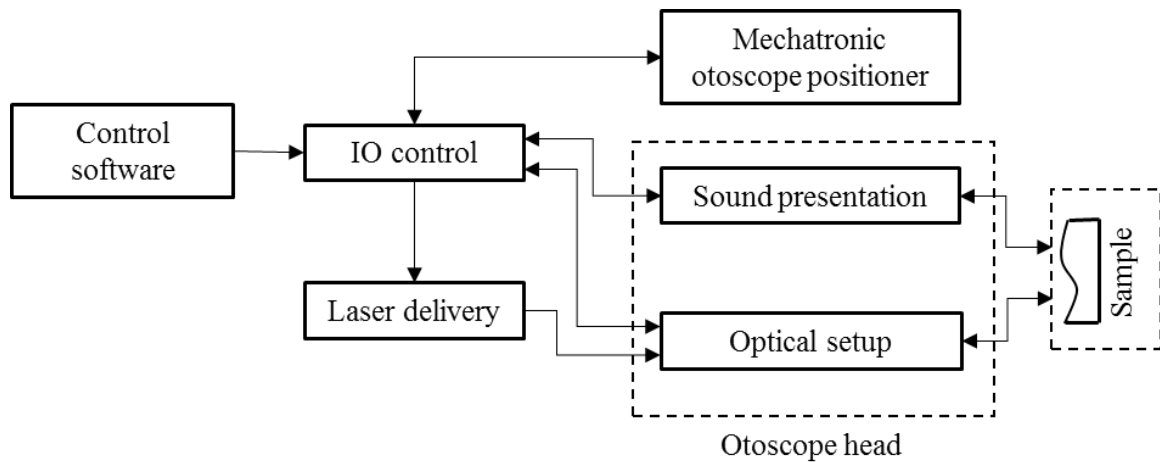 Mechatronic
otoscope positioner
Control
software
IO control
Sound presentation
Sample
Laser delivery
Optical setup
Otoscope head